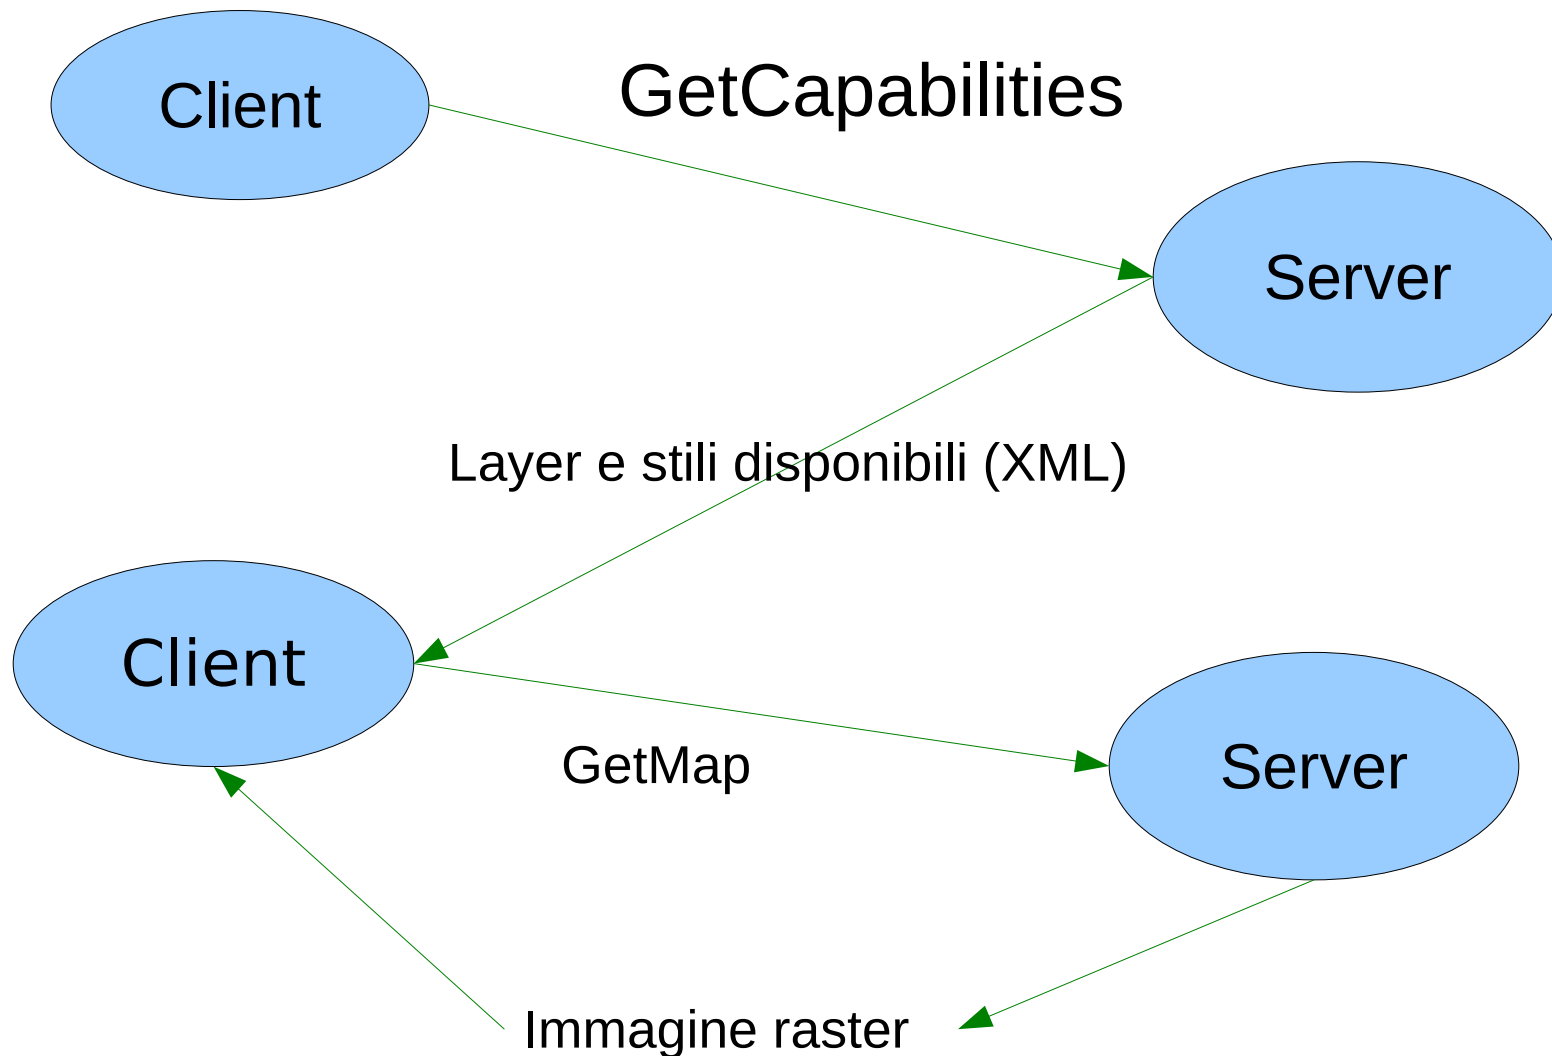 Client
GetCapabilities
Server
Layer e stili disponibili (XML)
Client
GetMap
Server
Immagine raster